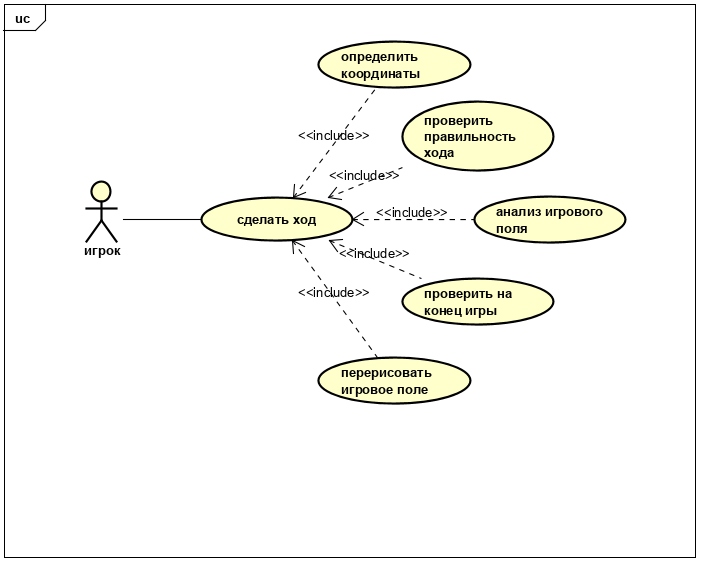 uc
определить
координаты
<<include>>
проверить
правильность
хода
<<include>>
сделать ход
<<include>>
анализ игрового
поля
игрок
<<include>>
проверить на
конец игры
<<include>>
перерисовать
игровое поле